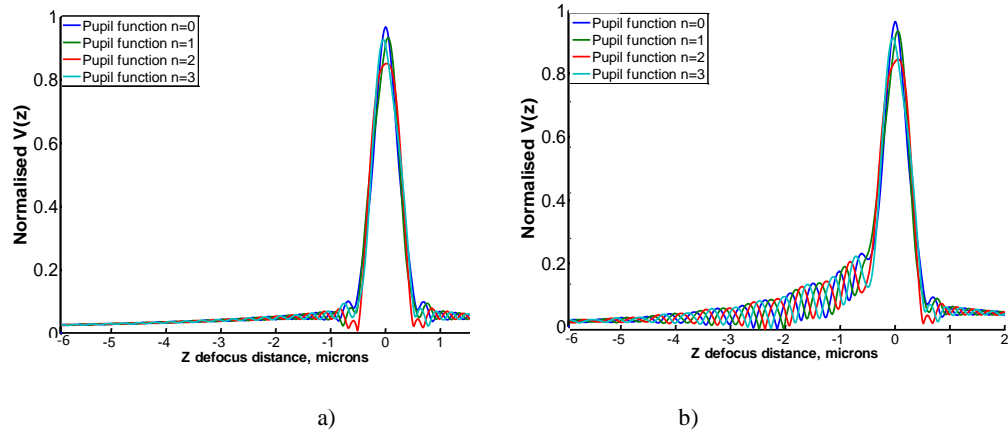 Normalised V(z)
1
0.8
0.6
0.4
0.2
0
Pupil function n=0
Pupil function n=1
Pupil function n=2
Pupil function n=3
-6 -5 -4 -3 -2 -1 0 1
Z defocus distance, microns
a)
Normalised V(z)
1
0.8
0.6
0.4
0.2
0
Pupil function n=0
Pupil function n=1
Pupil function n=2
Pupil function n=3
-6 -5 -4 -3 -2 -1 0 1 2
Z defocus distance, microns
b)